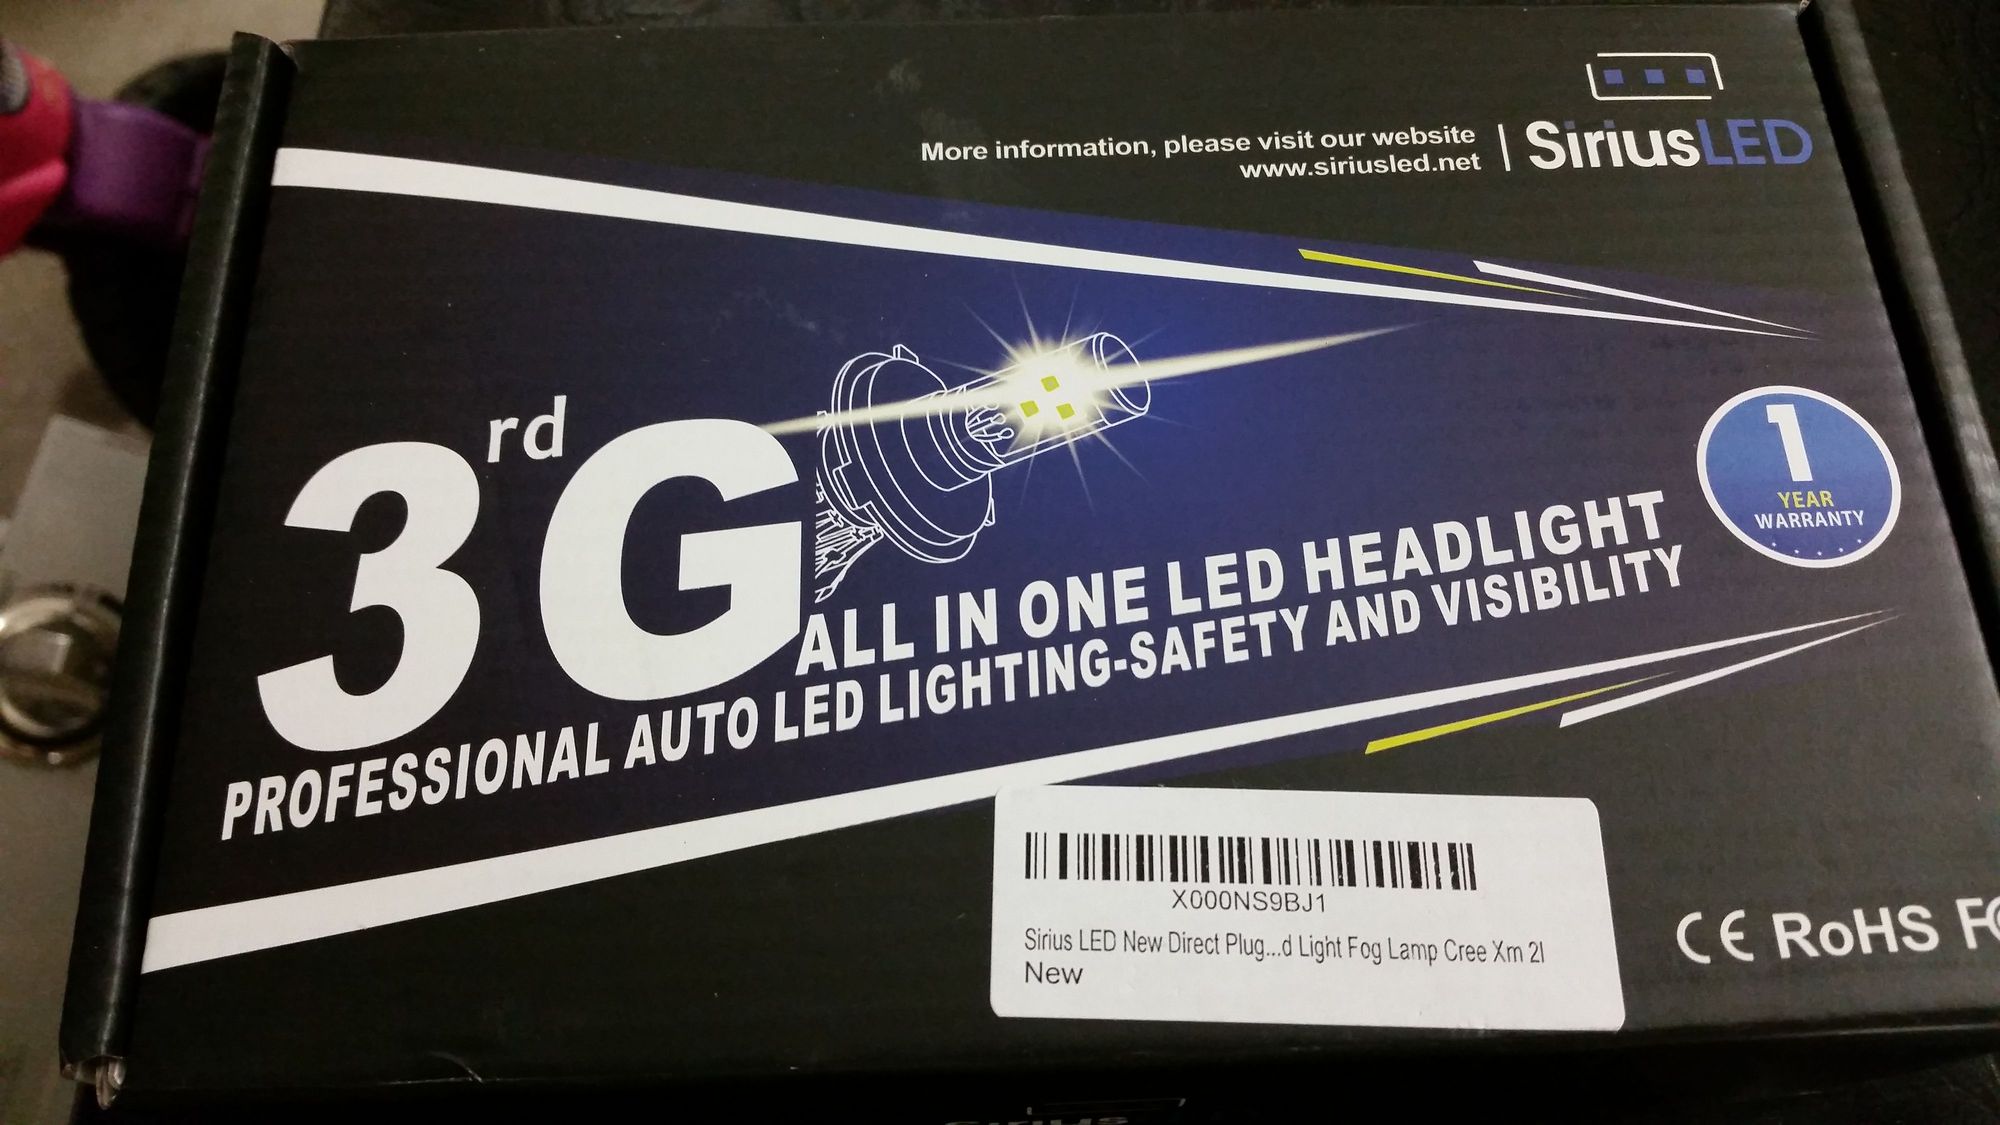 More information, please visit our website
www.siriusled.net
SiriusLED
3rd G
ALL IN ONE LED HEADLIGHT
PROFESSIONAL AUTO LED LIGHTING-SAFETY AND VISIBILITY
1
YEAR
WARRANTY
X000NS9BJ1
Sirius LED New Direct Plug...d Light Fog Lamp Cree Xm 2l
New
CE RoHS